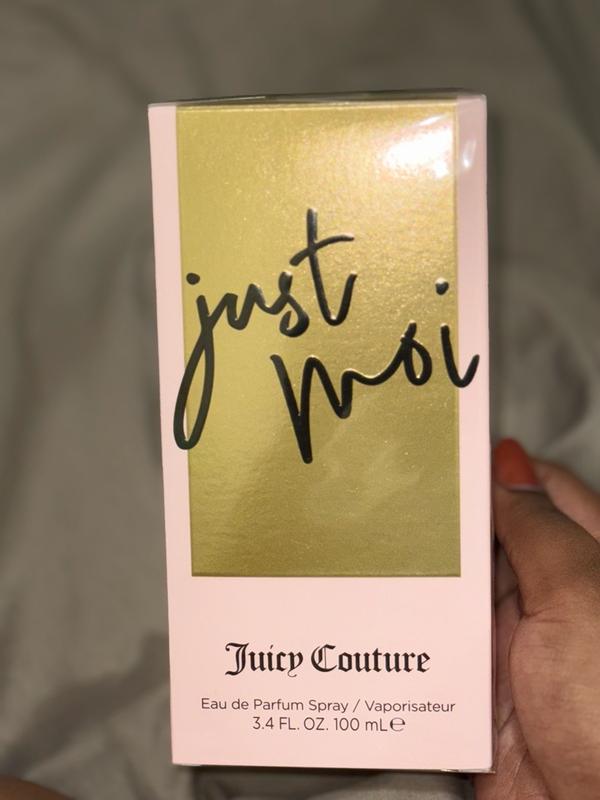 just
moi
Juicy Couture
Eau de Parfum Spray / Vaporisateur
3.4 FL. OZ. 100 mL℮